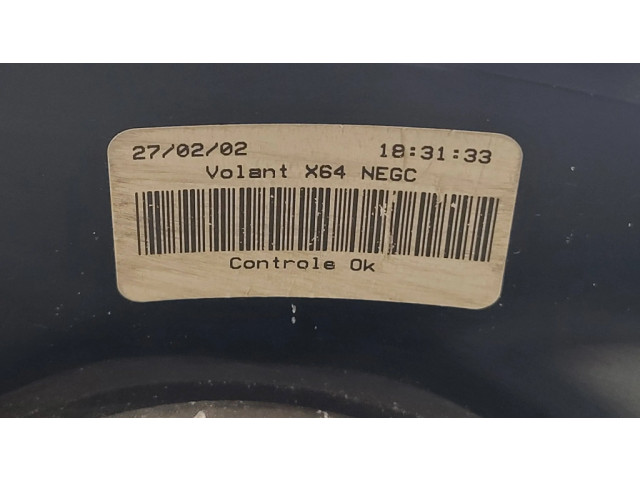 27/02/02 18:31:33
Volant X64 NEGC
Controle Ok